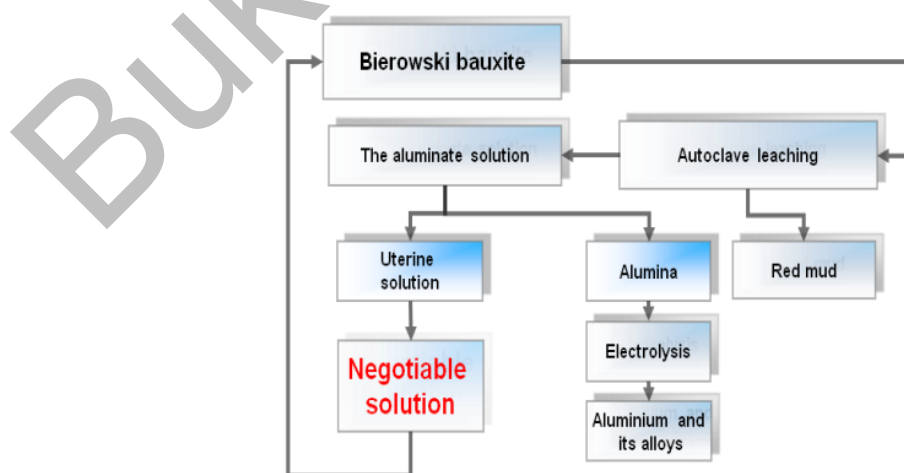 Buk
Bierowski bauxite
The aluminate solution
Autoclave leaching
Uterine
solution
Alumina
Red mud
Negotiable
solution
Electrolysis
Aluminium and
its alloys